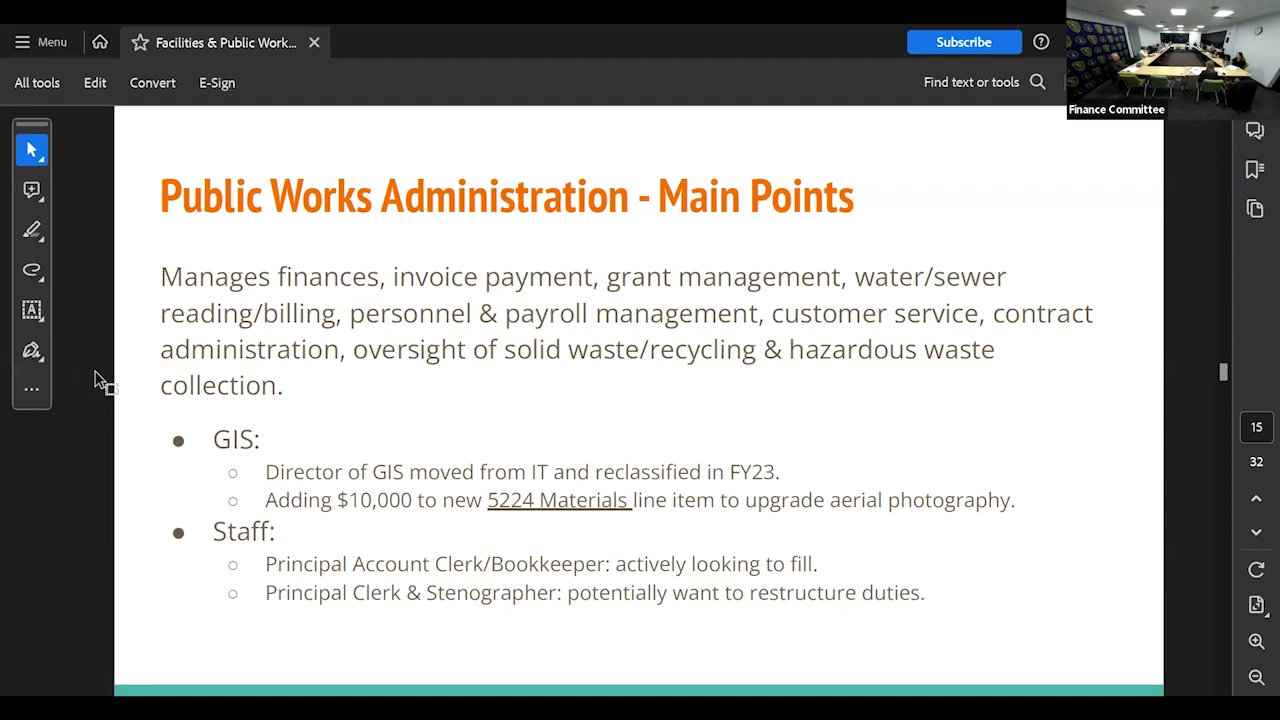 Menu
Facilities & Public Work...
Subscribe
All tools
Edit
Convert
E-Sign
Find text or tools
Finance Committee
Public Works Administration - Main Points
Manages finances, invoice payment, grant management, water/sewer
reading/billing, personnel & payroll management, customer service, contract
administration, oversight of solid waste/recycling & hazardous waste
collection.
● GIS:
○ Director of GIS moved from IT and reclassified in FY23.
○ Adding $10,000 to new 5224 Materials line item to upgrade aerial photography.
● Staff:
○ Principal Account Clerk/Bookkeeper: actively looking to fill.
○ Principal Clerk & Stenographer: potentially want to restructure duties.
15
32